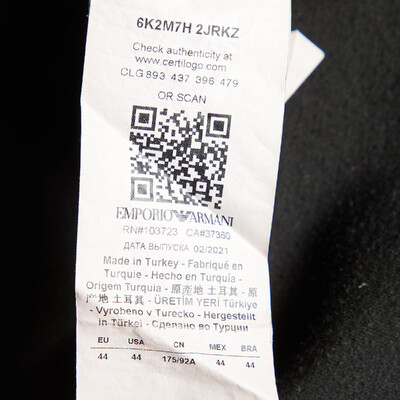 6K2M7H 2JRKZ
Check authenticity at
www.certilogo.com
CLG 893 437 396 479
OR SCAN
EMPORIO ARMANI
RN#103723 CA#37360
ДАТА ВЫПУСКА 02/2021
Made in Turkey - Fabriqué en
Turquie - Hecho en Turquía -
Origem Turquia - 原產地 土耳其 - 原
产地 土耳其 - ÜRETİM YERİ Türkiye
- Vyrobeno v Turecko - Hergestellt
in Türkei - Сделано во Турции
EU USA CN MEX BRA
44 44 175/92A 44 44